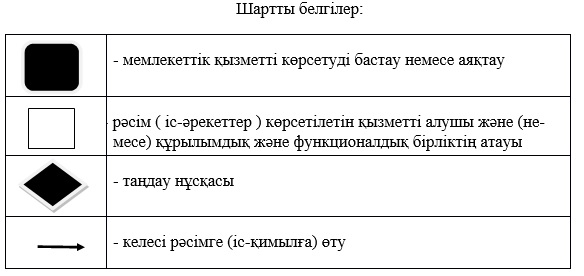 Шартты белгілер:
- мемлекеттік қызметті көрсетуді бастау немесе аяқтау
- рәсім ( іс-әрекеттер ) көрсетілетін қызметті алушы және (не-
месе) құрылымдық және функционалдық бірліктің атауы
- таңдау нұсқасы
- келесі рәсімге (іс-қимылға) өту